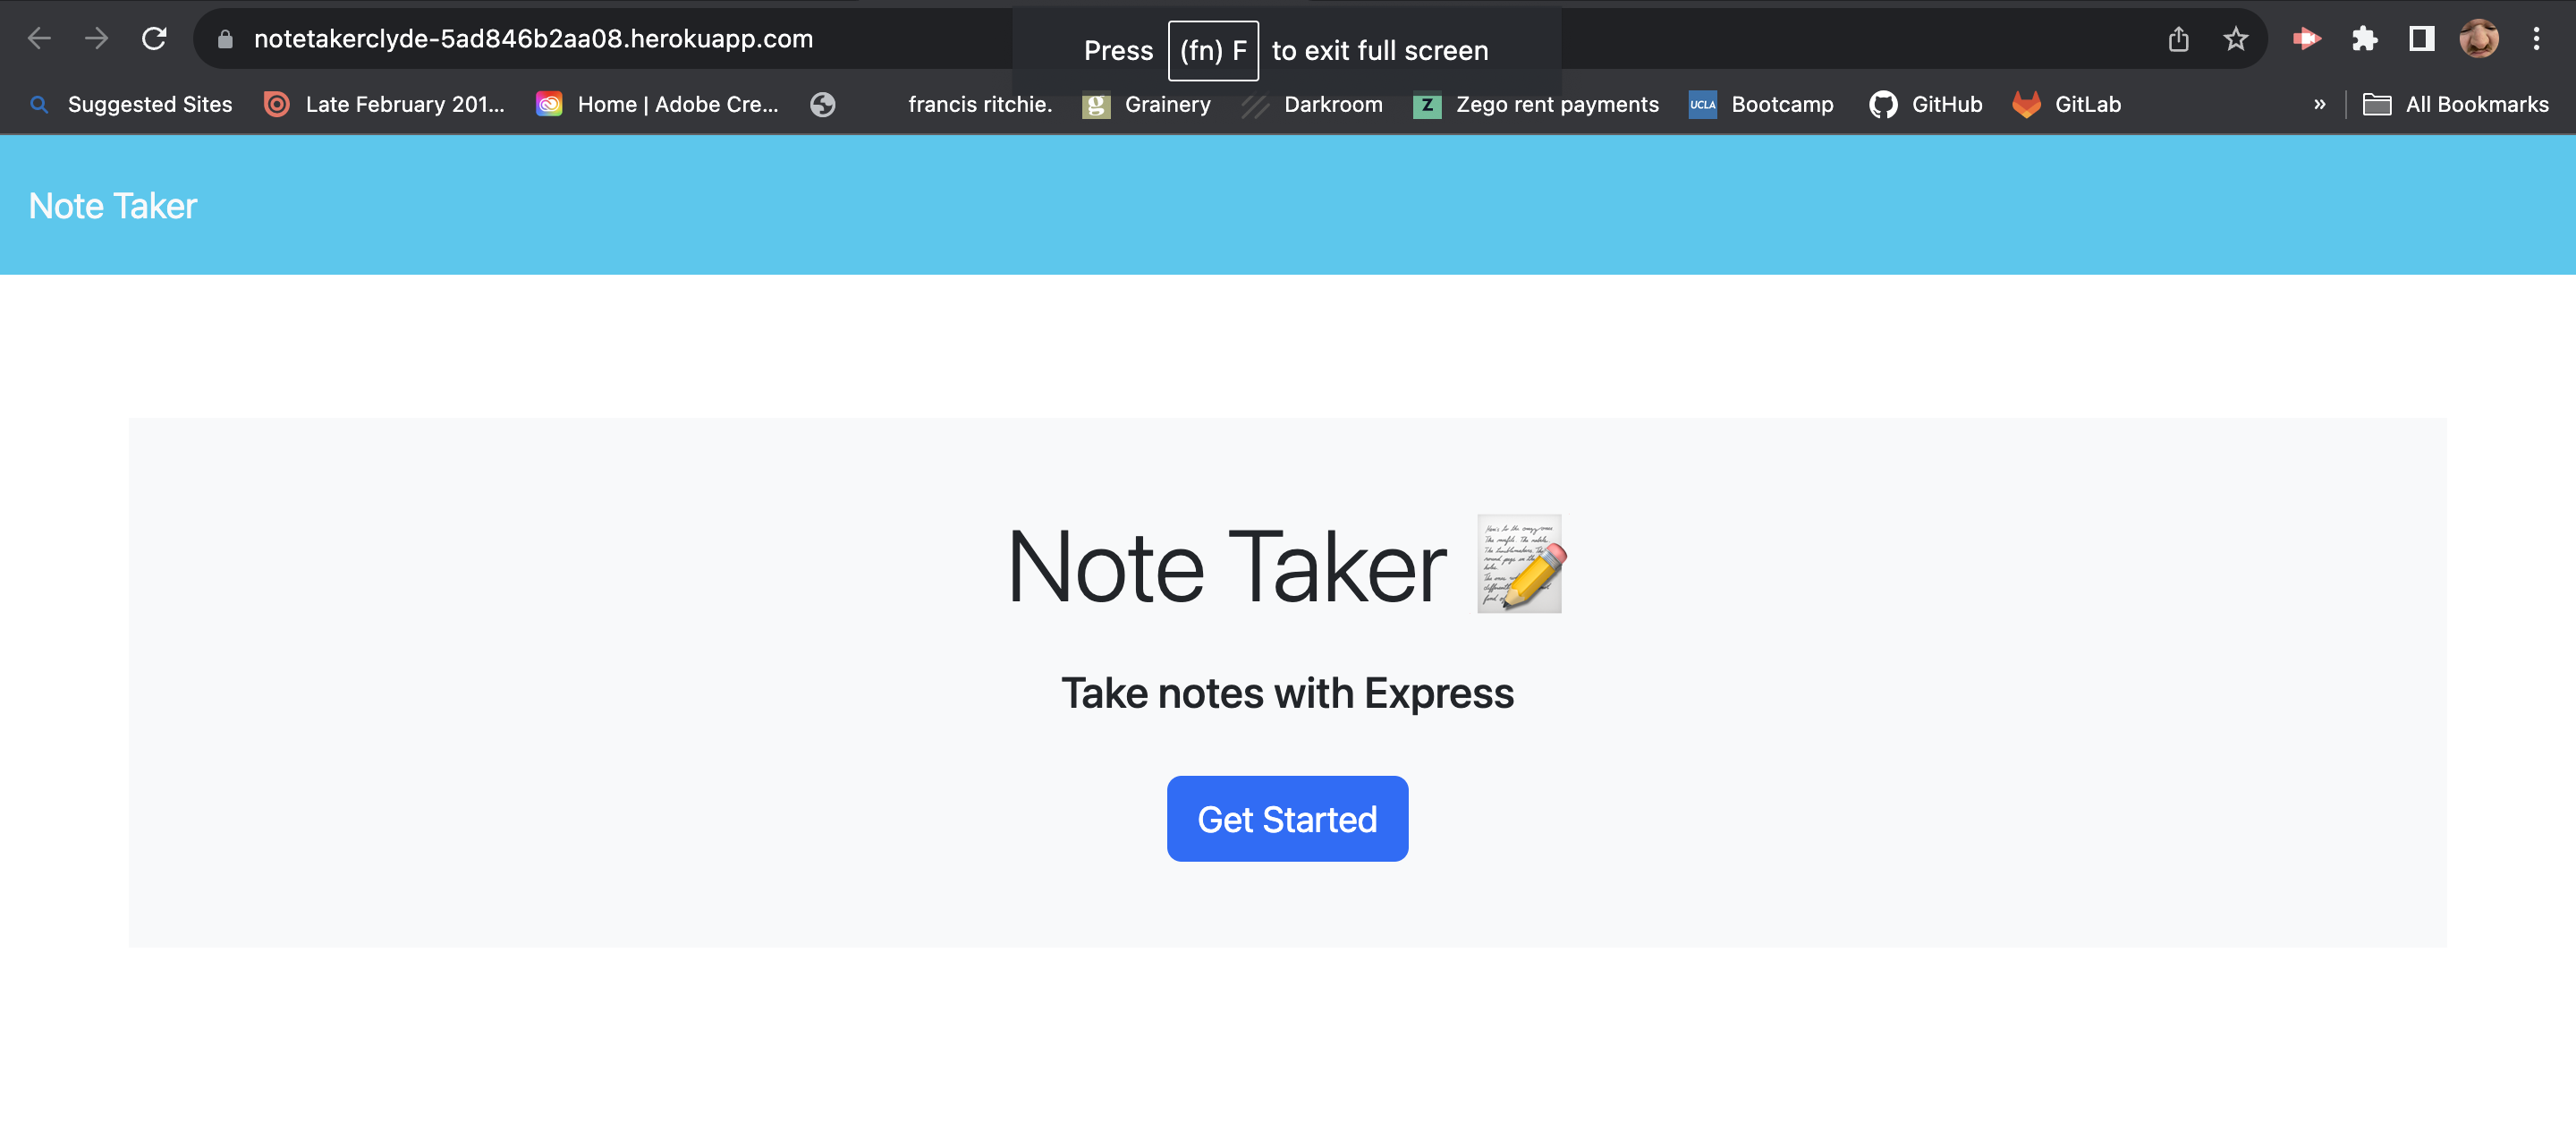 notetakerclyde-5ad846b2aa08.herokuapp.com
Press (fn) F to exit full screen
Suggested Sites Late February 201... Home | Adobe Cre... francis ritchie. g Grainery Darkroom Z Zego rent payments UCLA Bootcamp GitHub GitLab » All Bookmarks
Note Taker
Note Taker
Take notes with Express
Get Started